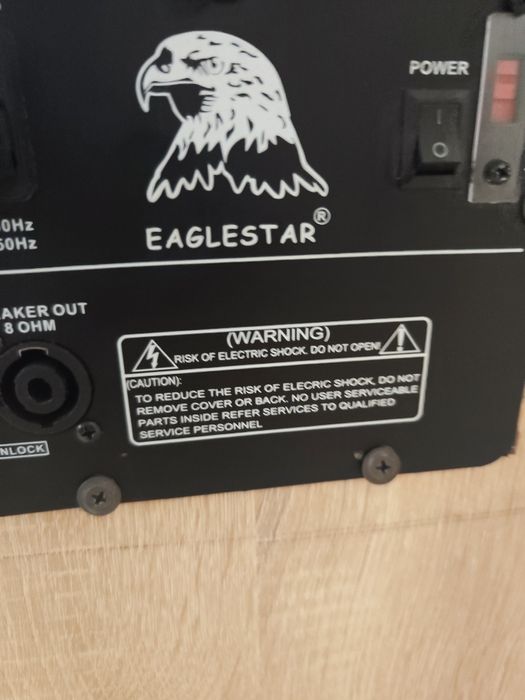 POWER
I
O
0Hz
60Hz
EAGLESTAR®
AKER OUT
8 OHM
NLOCK
(WARNING)
RISK OF ELECTRIC SHOCK. DO NOT OPEN!
(CAUTION):
TO REDUCE THE RISK OF ELECRIC SHOCK, DO NOT
REMOVE COVER OR BACK. NO USER SERVICEABLE
PARTS INSIDE REFER SERVICES TO QUALIFIED
SERVICE PERSONNEL